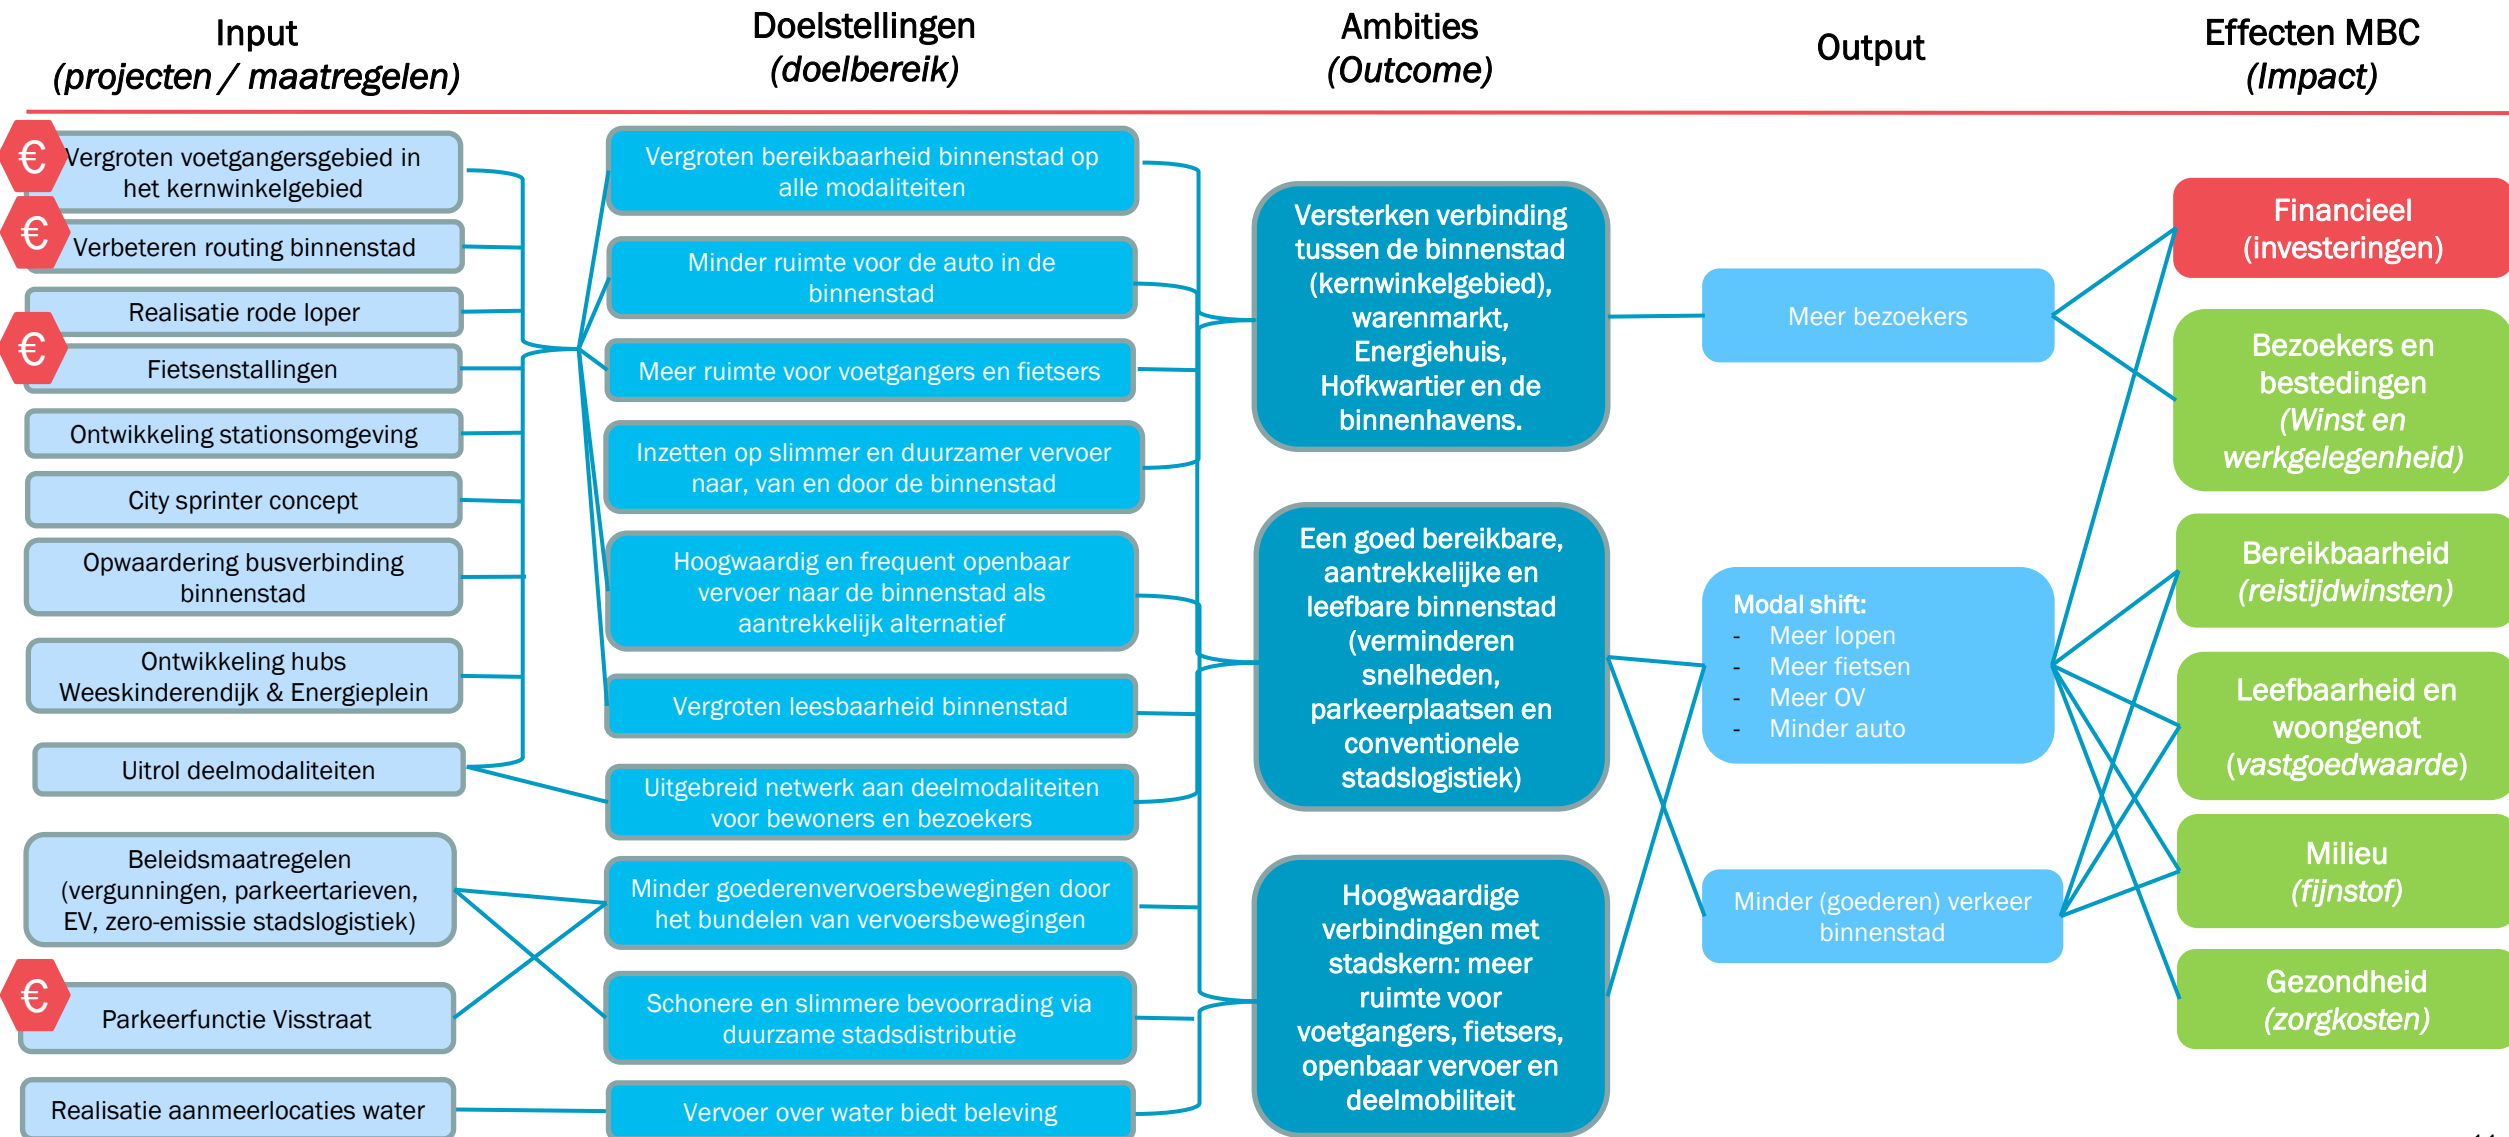 Input
(projecten / maatregelen)
Doelstellingen
(doelbereik)
Ambities
(Outcome)
Output
Effecten MBC
(Impact)
€
Vergroten voetgangersgebied in
het kernwinkelgebied
€
Verbeteren routing binnenstad
Realisatie rode loper
€
Fietsenstallingen
Ontwikkeling stationsomgeving
City sprinter concept
Opwaardering busverbinding
binnenstad
Ontwikkeling hubs
Weeskinderendijk & Energieplein
Uitrol deelmodaliteiten
Beleidsmaatregelen
(vergunningen, parkeertarieven,
EV, zero-emissie stadslogistiek)
€
Parkeerfunctie Visstraat
Realisatie aanmeerlocaties water
Vergroten bereikbaarheid binnenstad op
alle modaliteiten
Minder ruimte voor de auto in de
binnenstad
Meer ruimte voor voetgangers en fietsers
Inzetten op slimmer en duurzamer vervoer
naar, van en door de binnenstad
Hoogwaardig en frequent openbaar
vervoer naar de binnenstad als
aantrekkelijk alternatief
Vergroten leesbaarheid binnenstad
Uitgebreid netwerk aan deelmodaliteiten
voor bewoners en bezoekers
Minder goederenvervoersbewegingen door
het bundelen van vervoersbewegingen
Schonere en slimmere bevoorrading via
duurzame stadsdistributie
Vervoer over water biedt beleving
Versterken verbinding
tussen de binnenstad
(kernwinkelgebied),
warenmarkt,
Energiehuis,
Hofkwartier en de
binnenhavens.
Een goed bereikbare,
aantrekkelijke en
leefbare binnenstad
(verminderen
snelheden,
parkeerplaatsen en
conventionele
stadslogistiek)
Hoogwaardige
verbindingen met
stadskern: meer
ruimte voor
voetgangers, fietsers,
openbaar vervoer en
deelmobiliteit
Meer bezoekers
Modal shift:
- Meer lopen
- Meer fietsen
- Meer OV
- Minder auto
Minder (goederen) verkeer
binnenstad
Financieel
(investeringen)
Bezoekers en
bestedingen
(Winst en
werkgelegenheid)
Bereikbaarheid
(reistijdwinsten)
Leefbaarheid en
woongenot
(vastgoedwaarde)
Milieu
(fijnstof)
Gezondheid
(zorgkosten)